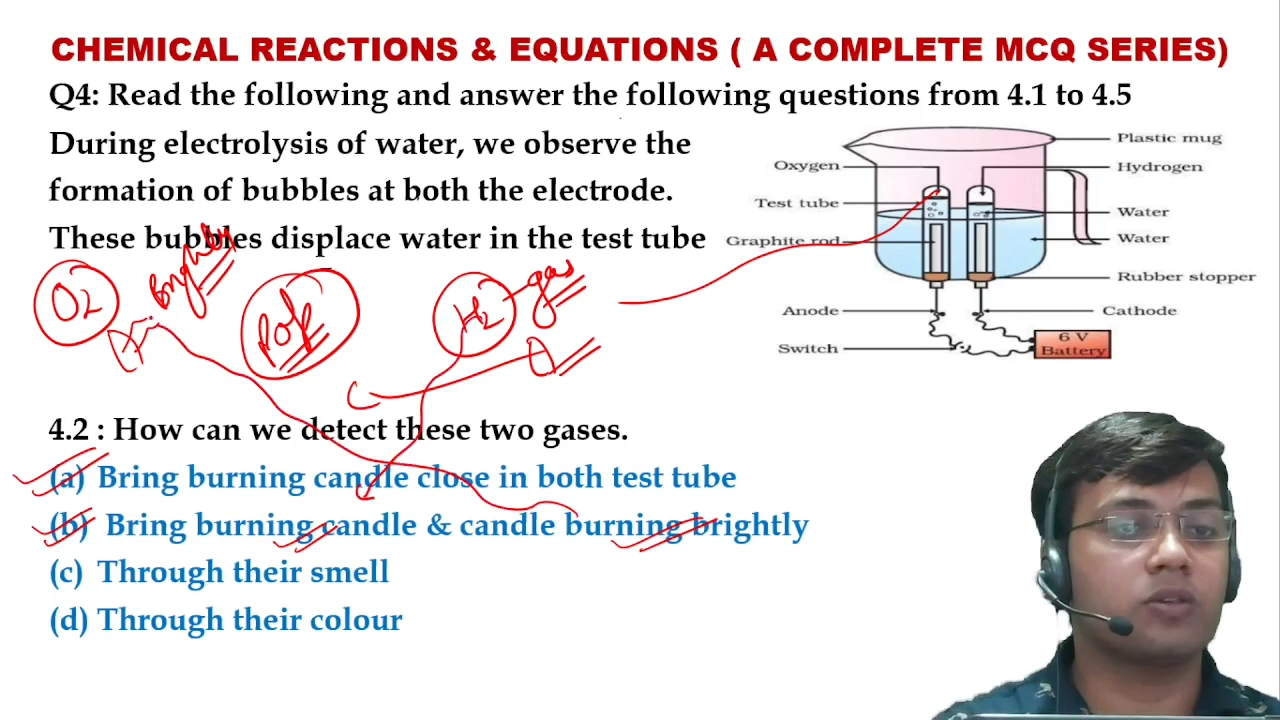 CHEMICAL REACTIONS & EQUATIONS ( A COMPLETE MCQ SERIES)
Q4: Read the following and answer the following questions from 4.1 to 4.5
During electrolysis of water, we observe the
formation of bubbles at both the electrode.
These bubbles displace water in the test tube
Plastic mug
Oxygen
Hydrogen
Test tube
Water
Graphite rod
Water
Rubber stopper
Anode
Cathode
Switch
6 V
Battery
O2
Brightly
Pop
H2 gas
4.2 : How can we detect these two gases.
(a) Bring burning candle close in both test tube
(b) Bring burning candle & candle burning brightly
(c) Through their smell
(d) Through their colour